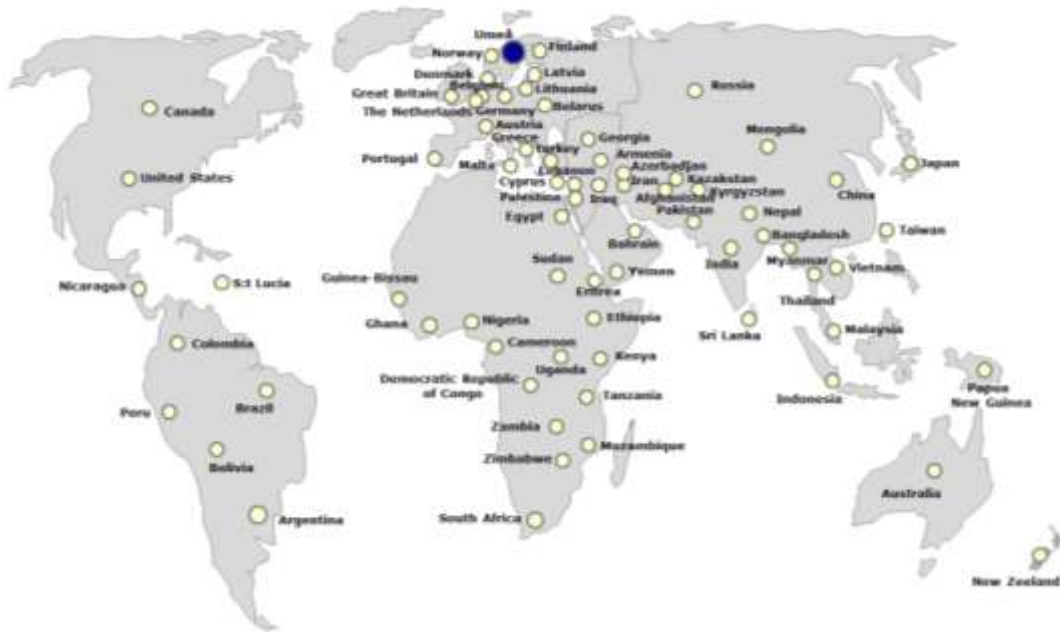 Umeå
Norway
Finland
Denmark
Latvia
Lithuania
Great Britain
The Netherlands
Germany
Belarus
Canada
Russia
Austria
Greece
Georgia
Mongolia
Portugal
Malta
turkey
Armenia
Japan
Lebanon
Azerbadjan
United States
Cyprus
Iran
Kazakstan
China
Palestine
Iraq
Afghanistan
Kyrgyzstan
Egypt
Pakistan
Nepal
Bahrain
Bangladesh
Taiwan
Sudan
India
Myanmar
Guinea-Bissau
Yemen
Vietnam
Nicaragua
S:t Lucia
Eritrea
Thailand
Ghana
Nigeria
Ethiopia
Sri Lanka
Malaysia
Colombia
Cameroon
Uganda
Kenya
Democratic Republic
of Congo
Papua
New Guinea
Peru
Brazil
Tanzania
Indonesia
Zambia
Bolivia
Zimbabwe
Mozambique
Australia
Argentina
South Africa
New Zeeland